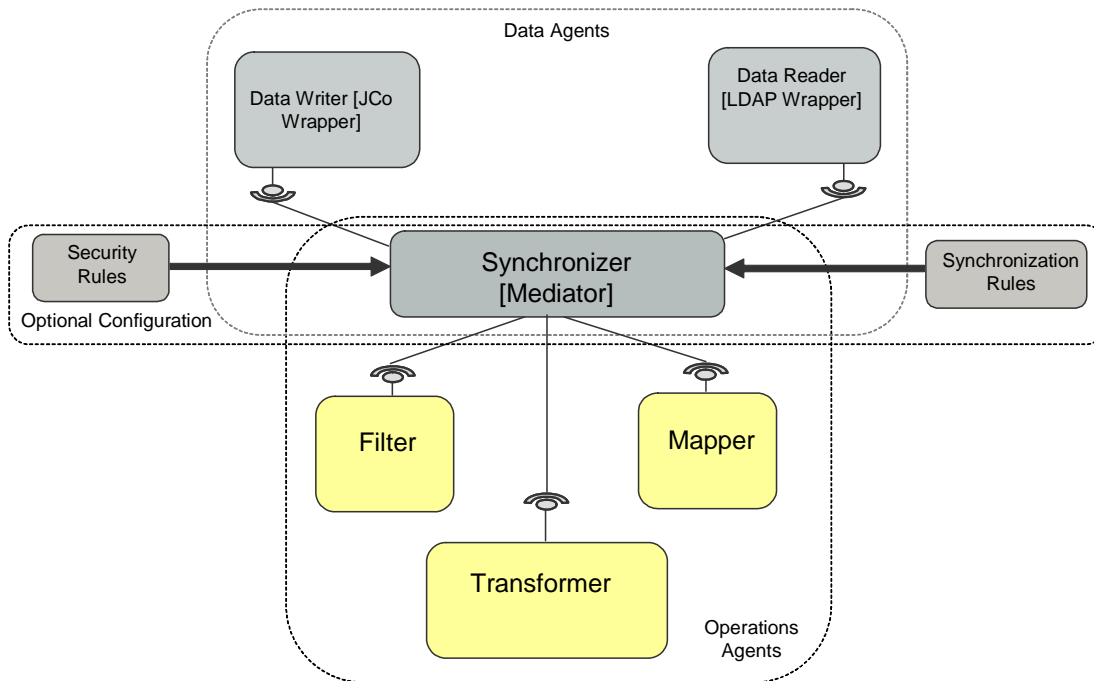 Data Agents
Data Writer [JCo
Wrapper]
Data Reader
[LDAP Wrapper]
Security
Rules
Synchronizer
[Mediator]
Synchronization
Rules
Optional Configuration
Filter
Mapper
Transformer
Operations
Agents